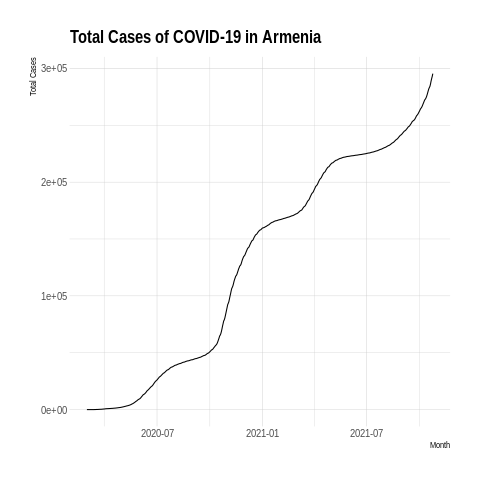 Total Cases of COVID-19 in Armenia
Total Cases
3e+05
2e+05
1e+05
0e+00
2020-07
2021-01
2021-07
Month